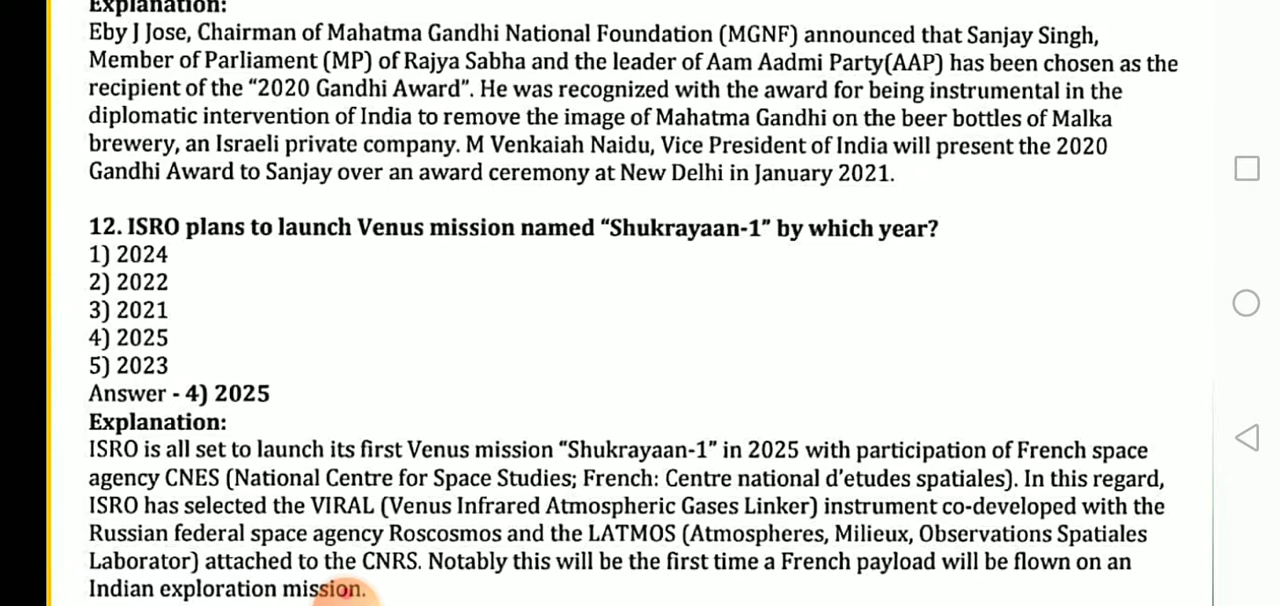 Explanation:
Eby J Jose, Chairman of Mahatma Gandhi National Foundation (MGNF) announced that Sanjay Singh,
Member of Parliament (MP) of Rajya Sabha and the leader of Aam Aadmi Party(AAP) has been chosen as the
recipient of the “2020 Gandhi Award”. He was recognized with the award for being instrumental in the
diplomatic intervention of India to remove the image of Mahatma Gandhi on the beer bottles of Malka
brewery, an Israeli private company. M Venkaiah Naidu, Vice President of India will present the 2020
Gandhi Award to Sanjay over an award ceremony at New Delhi in January 2021.
12. ISRO plans to launch Venus mission named “Shukrayaan-1” by which year?
1) 2024
2) 2022
3) 2021
4) 2025
5) 2023
Answer - 4) 2025
Explanation:
ISRO is all set to launch its first Venus mission “Shukrayaan-1” in 2025 with participation of French space
agency CNES (National Centre for Space Studies; French: Centre national d’etudes spatiales). In this regard,
ISRO has selected the VIRAL (Venus Infrared Atmospheric Gases Linker) instrument co-developed with the
Russian federal space agency Roscosmos and the LATMOS (Atmospheres, Milieux, Observations Spatiales
Laborator) attached to the CNRS. Notably this will be the first time a French payload will be flown on an
Indian exploration mission.